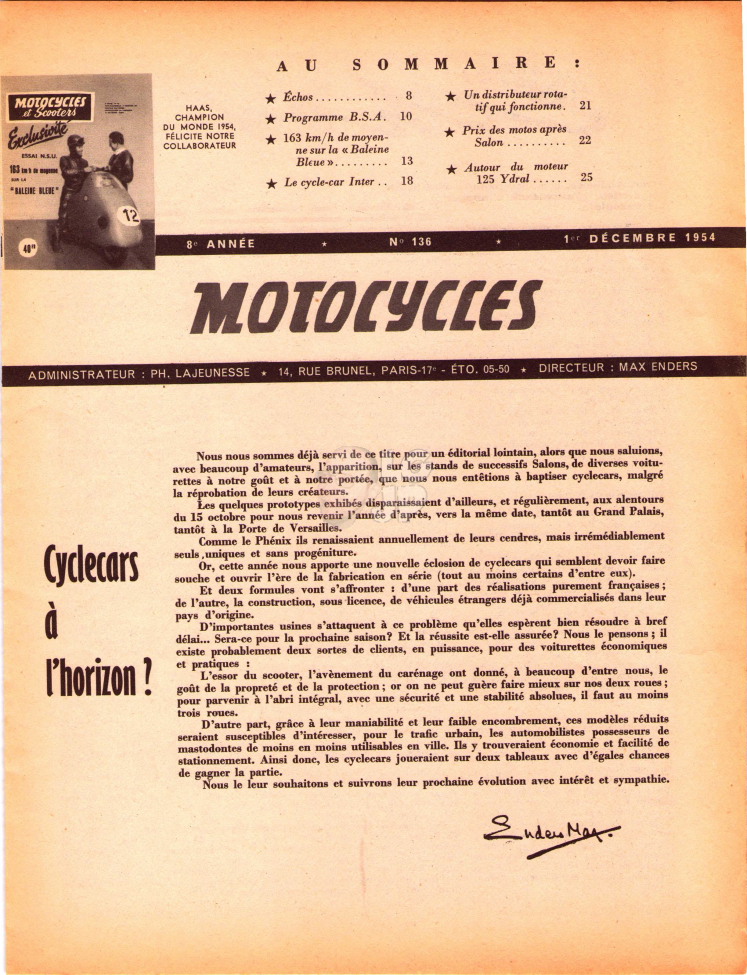 AU SOMMAIRE :
MOTOCYCLES
et Scooters
Exclusivité
ESSAI N.S.U.
163 km/h de moyenne
SUR LA
"BALEINE BLEUE"
12
HAAS,
CHAMPION
DU MONDE 1954,
FÉLICITE NOTRE
COLLABORATEUR
★ Échos ............ 8
★ Programme B.S.A. 10
★ 163 km/h de moyen-
ne sur la « Baleine
Bleue » ......... 13
★ Le cycle-car Inter .. 18
★ Un distributeur rota-
tif qui fonctionne. 21
★ Prix des motos après
Salon .......... 22
★ Autour du moteur
125 Ydral ...... 25
8e ANNÉE ★ No 136 ★ 1er DÉCEMBRE 1954
MOTOCYCLES
ADMINISTRATEUR : PH. LAJEUNESSE ★ 14, RUE BRUNEL, PARIS-17e - ÉTO. 05-50 ★ DIRECTEUR : MAX ENDERS
Cyclecars
à
l'horizon ?
Nous nous sommes déjà servi de ce titre pour un éditorial lointain, alors que nous saluions,
avec beaucoup d'amateurs, l'apparition, sur les stands de successifs Salons, de diverses voitu-
rettes à notre goût et à notre portée, que nous nous entêtions à baptiser cyclecars, malgré
la réprobation de leurs créateurs.
Les quelques prototypes exhibés disparaissaient d'ailleurs, et régulièrement, aux alentours
du 15 octobre pour nous revenir l'année d'après, vers la même date, tantôt au Grand Palais,
tantôt à la Porte de Versailles.
Comme le Phénix ils renaissaient annuellement de leurs cendres, mais irrémédiablement
seuls, uniques et sans progéniture.
Or, cette année nous apporte une nouvelle éclosion de cyclecars qui semblent devoir faire
souche et ouvrir l'ère de la fabrication en série (tout au moins certains d'entre eux).
Et deux formules vont s'affronter : d'une part des réalisations purement françaises ;
de l'autre, la construction, sous licence, de véhicules étrangers déjà commercialisés dans leur
pays d'origine.
D'importantes usines s'attaquent à ce problème qu'elles espèrent bien résoudre à bref
délai... Sera-ce pour la prochaine saison? Et la réussite est-elle assurée? Nous le pensons ; il
existe probablement deux sortes de clients, en puissance, pour des voiturettes économiques
et pratiques :
L'essor du scooter, l'avènement du carénage ont donné, à beaucoup d'entre nous, le
goût de la propreté et de la protection ; or on ne peut guère faire mieux sur nos deux roues ;
pour parvenir à l'abri intégral, avec une sécurité et une stabilité absolues, il faut au moins
trois roues.
D'autre part, grâce à leur maniabilité et leur faible encombrement, ces modèles réduits
seraient susceptibles d'intéresser, pour le trafic urbain, les automobilistes possesseurs de
mastodontes de moins en moins utilisables en ville. Ils y trouveraient économie et facilité de
stationnement. Ainsi donc, les cyclecars joueraient sur deux tableaux avec d'égales chances
de gagner la partie.
Nous le leur souhaitons et suivrons leur prochaine évolution avec intérêt et sympathie.
Enders Max.